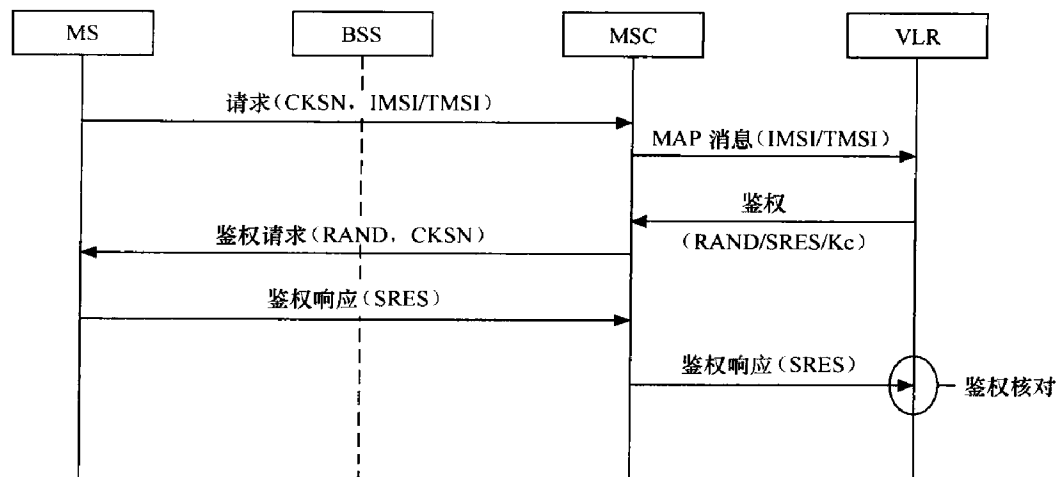 MS
BSS
MSC
VLR
请求(CKSN,IMSI/TMSI)
MAP 消息(IMSI/TMSI)
鉴权
(RAND/SRES/Kc)
鉴权请求(RAND,CKSN)
鉴权响应(SRES)
鉴权响应(SRES)
鉴权核对